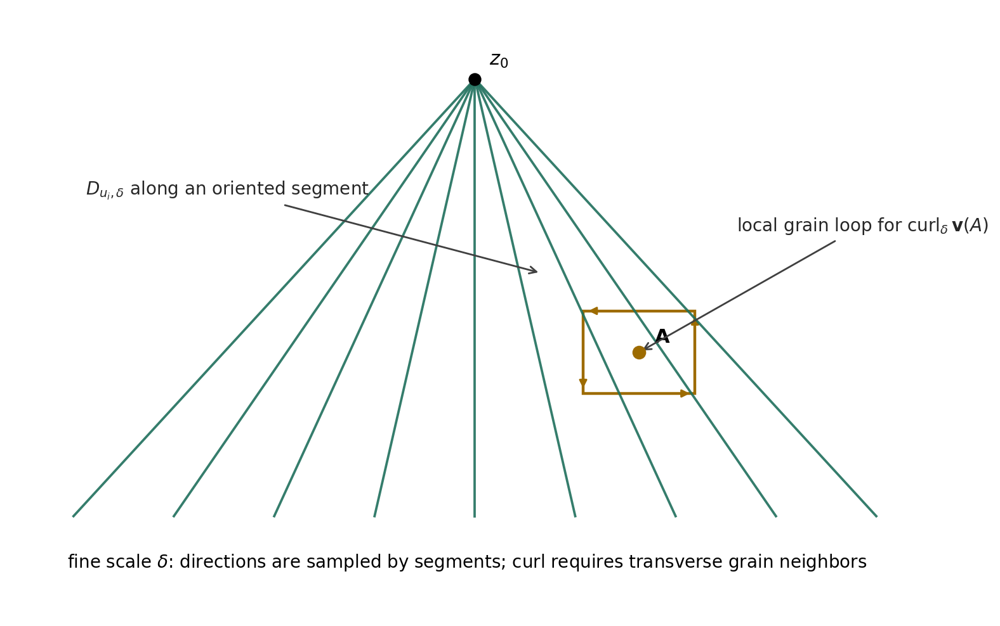 z₀
D_{u_i,δ} along an oriented segment
local grain loop for curl_δ v(A)
A
fine scale δ: directions are sampled by segments; curl requires transverse grain neighbors